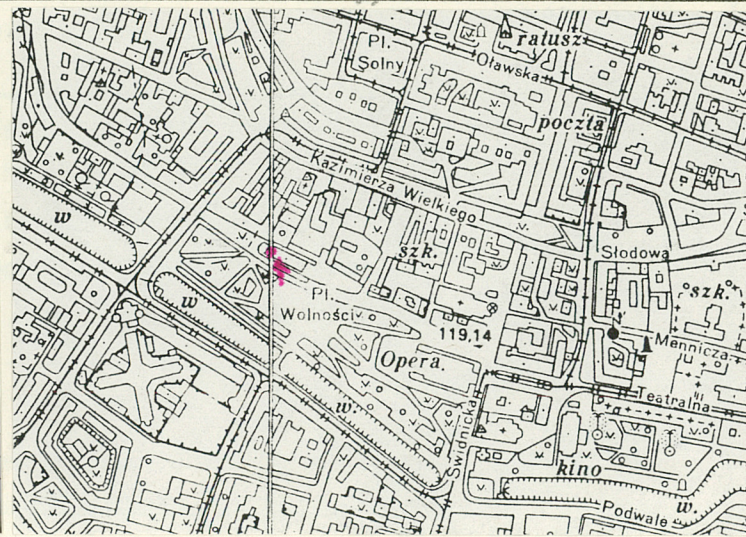 Pl.
Solny
ratusz
Oławska
poczta
Kazimierza Wielkiego
w
szk.
Słodowa
szk.
w
Pl.
Wolności
119,14
Mennicza
Opera.
Teatralna
w.
Świdnicka
kino
w.
Podwale